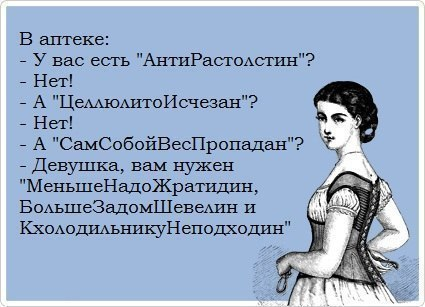 В аптеке:
- У вас есть "АнтиРастолстин"?
- Нет!
- А "ЦеллюлитоИсчезан"?
- Нет!
- А "СамСобойВесПропадан"?
- Девушка, вам нужен
"МеньшеНадоЖратидин,
БольшеЗадомШевелин и
КхолодильникуНеподходин"